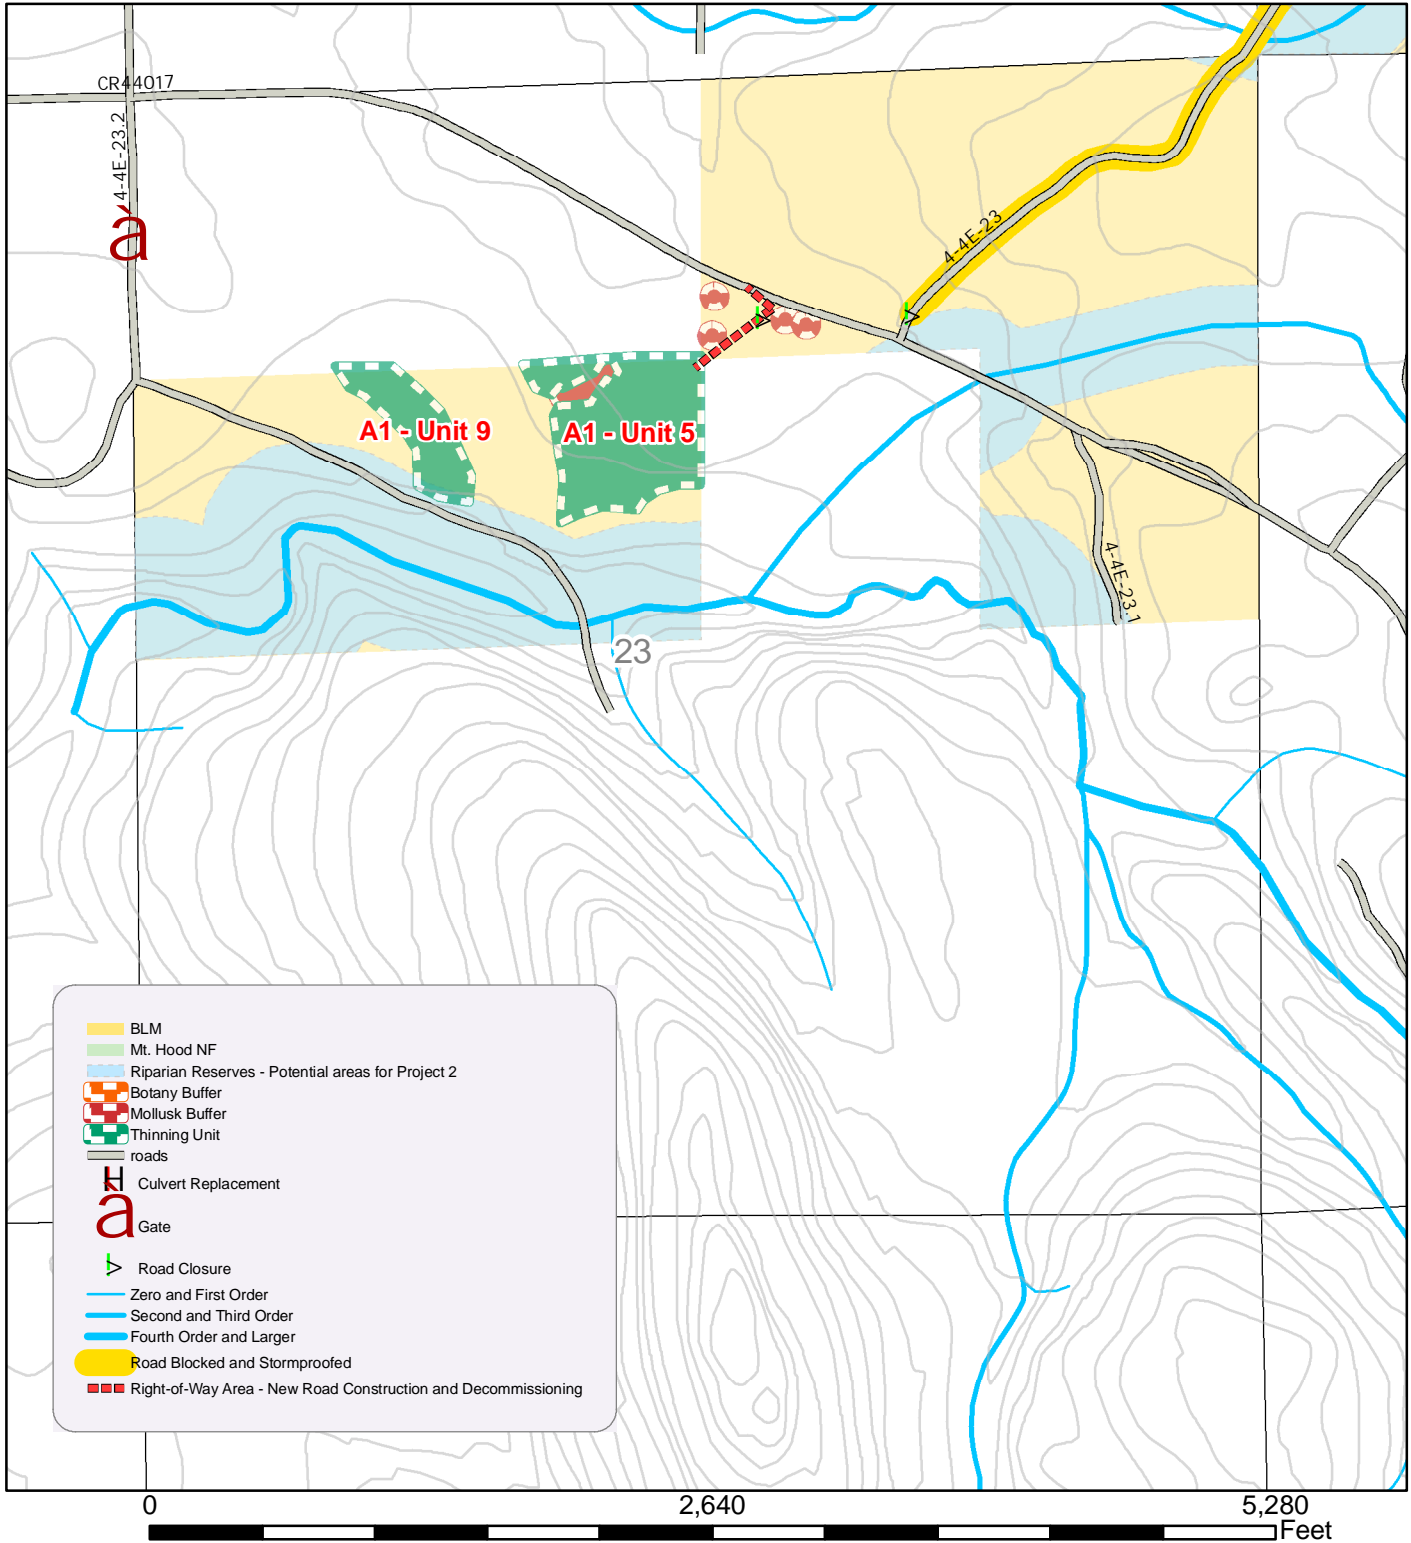 CR44017
4-4E-23.2
à
4-4E-23
A1 - Unit 9
A1 - Unit 5
4-4E-23.1
23
BLM
Mt. Hood NF
Riparian Reserves - Potential areas for Project 2
Botany Buffer
Mollusk Buffer
Thinning Unit
roads
H Culvert Replacement
à Gate
Road Closure
Zero and First Order
Second and Third Order
Fourth Order and Larger
Road Blocked and Stormproofed
Right-of-Way Area - New Road Construction and Decommissioning
0 2,640 5,280
Feet